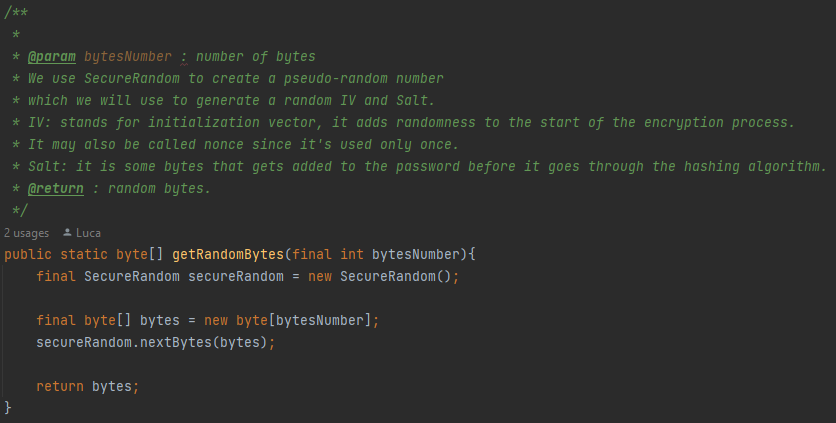 /**
 *
 * @param bytesNumber : number of bytes
 * We use SecureRandom to create a pseudo-random number
 * which we will use to generate a random IV and Salt.
 * IV: stands for initialization vector, it adds randomness to the start of the encryption process.
 * It may also be called nonce since it's used only once.
 * Salt: it is some bytes that gets added to the password before it goes through the hashing algorithm.
 * @return : random bytes.
 */
2 usages Luca
public static byte[] getRandomBytes(final int bytesNumber){
    final SecureRandom secureRandom = new SecureRandom();

    final byte[] bytes = new byte[bytesNumber];
    secureRandom.nextBytes(bytes);

    return bytes;
}